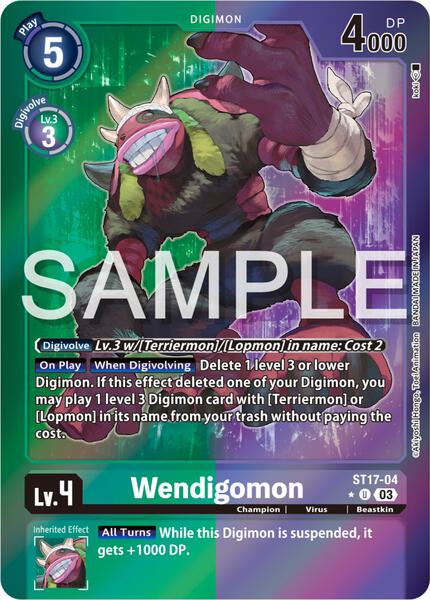 DIGIMON
Play
5
DP
4000
koki
Digivolve
Lv.3
3
SAMPLE
©Akiyoshi Hongo, Toei Animation BANDAI MADE IN JAPAN
Digivolve Lv.3 w/[Terriermon]/[Lopmon] in name: Cost 2
On Play When Digivolving Delete 1 level 3 or lower
Digimon. If this effect deleted one of your Digimon, you
may play 1 level 3 Digimon card with [Terriermon] or
[Lopmon] in its name from your trash without paying the
cost.
Lv.4
Wendigomon
ST17-04
U 03
Champion Virus Beastkin
Inherited Effect
All Turns While this Digimon is suspended, it
gets +1000 DP.